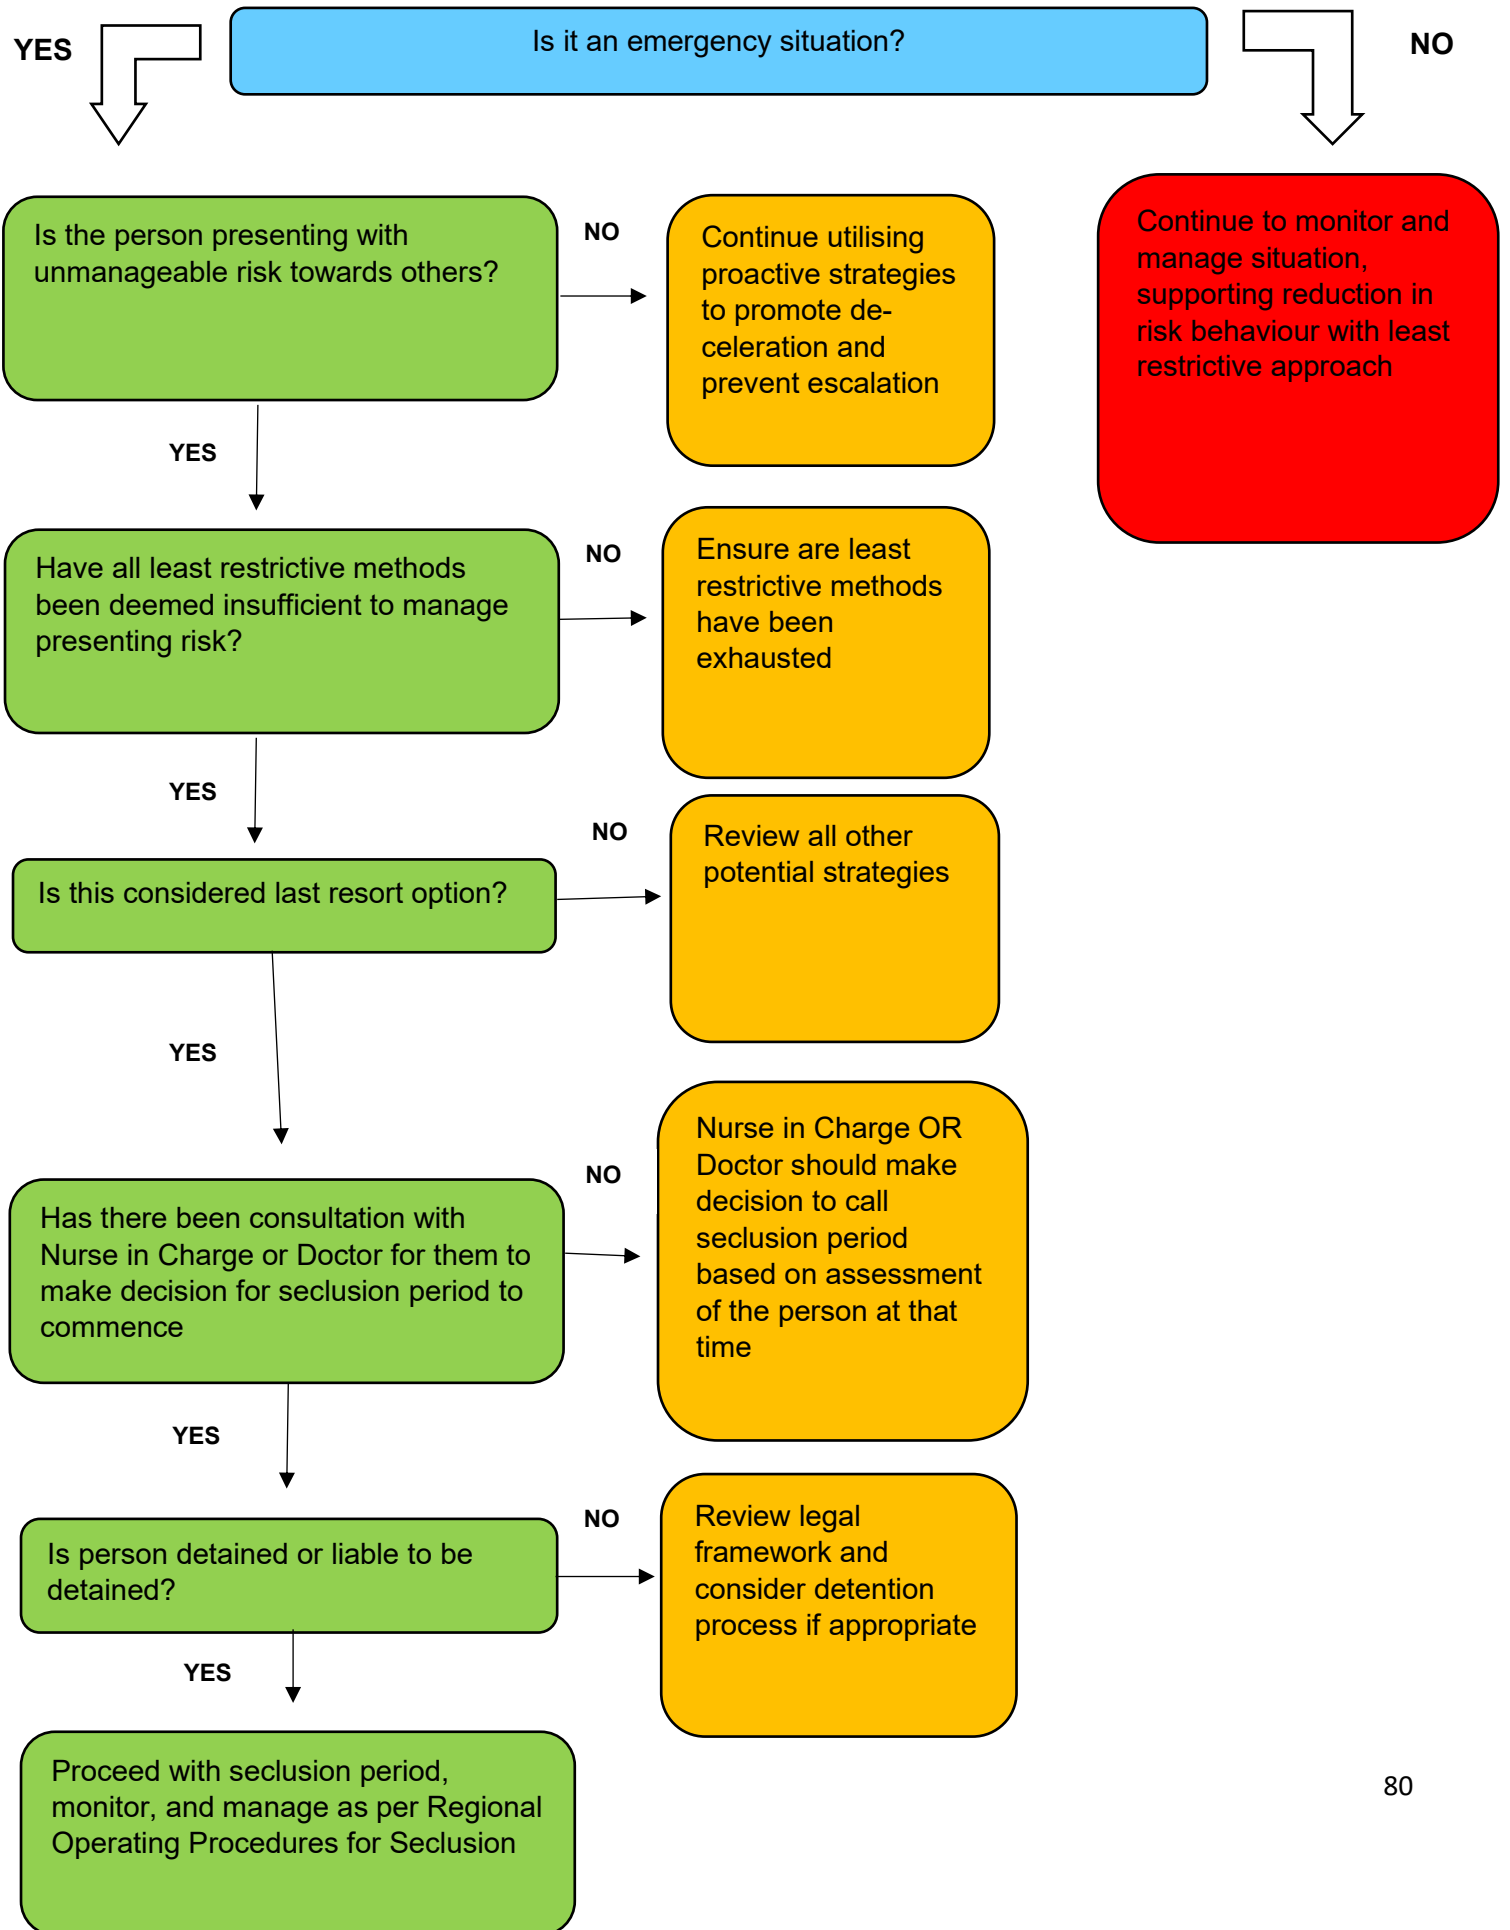 YES
Is it an emergency situation?
NO
Is the person presenting with
unmanageable risk towards others?
NO
Continue utilising
proactive strategies
to promote de-
celeration and
prevent escalation
Continue to monitor and
manage situation,
supporting reduction in
risk behaviour with least
restrictive approach
YES
Have all least restrictive methods
been deemed insufficient to manage
presenting risk?
NO
Ensure are least
restrictive methods
have been
exhausted
YES
Is this considered last resort option?
NO
Review all other
potential strategies
YES
Has there been consultation with
Nurse in Charge or Doctor for them to
make decision for seclusion period to
commence
NO
Nurse in Charge OR
Doctor should make
decision to call
seclusion period
based on assessment
of the person at that
time
YES
Is person detained or liable to be
detained?
NO
Review legal
framework and
consider detention
process if appropriate
YES
Proceed with seclusion period,
monitor, and manage as per Regional
Operating Procedures for Seclusion
80